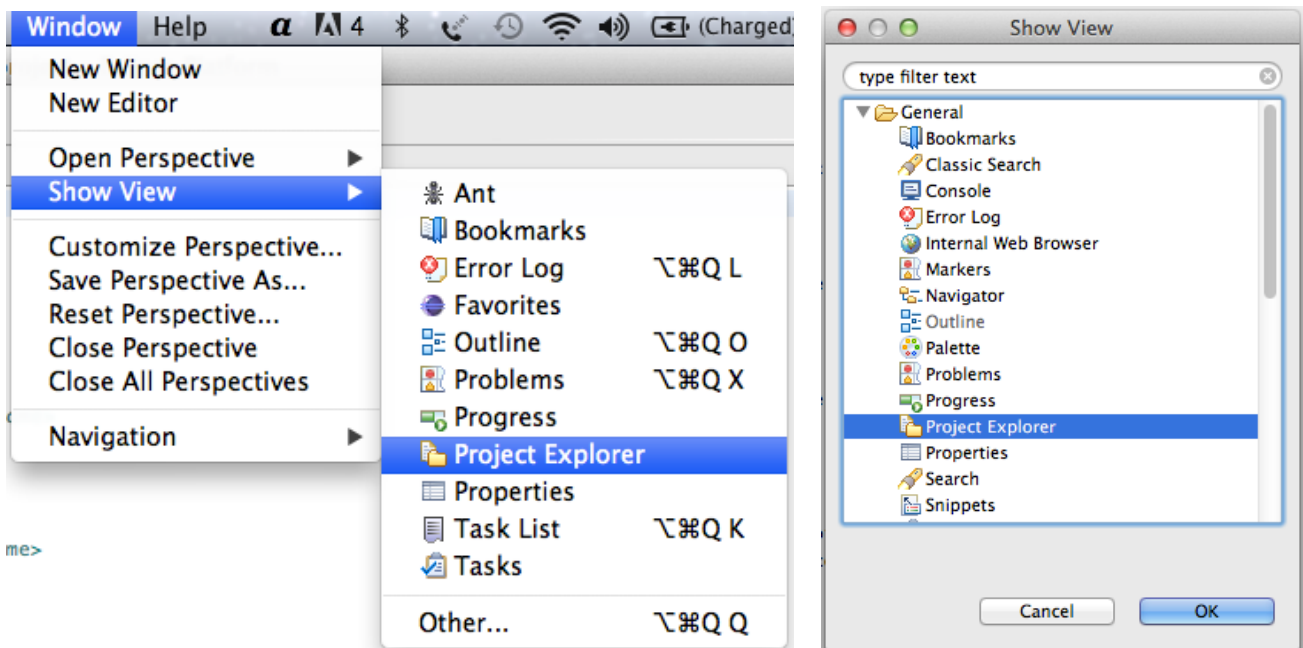 Window Help a 4 (Charged)
New Window
New Editor
Open Perspective
Show View
Customize Perspective...
Save Perspective As...
Reset Perspective...
Close Perspective
Close All Perspectives
Navigation
me>
Ant
Bookmarks
Error Log ⌥⌘Q L
Favorites
Outline ⌥⌘Q O
Problems ⌥⌘Q X
Progress
Project Explorer
Properties
Task List ⌥⌘Q K
Tasks
Other... ⌥⌘Q Q
Show View
type filter text
General
Bookmarks
Classic Search
Console
Error Log
Internal Web Browser
Markers
Navigator
Outline
Palette
Problems
Progress
Project Explorer
Properties
Search
Snippets
Cancel OK